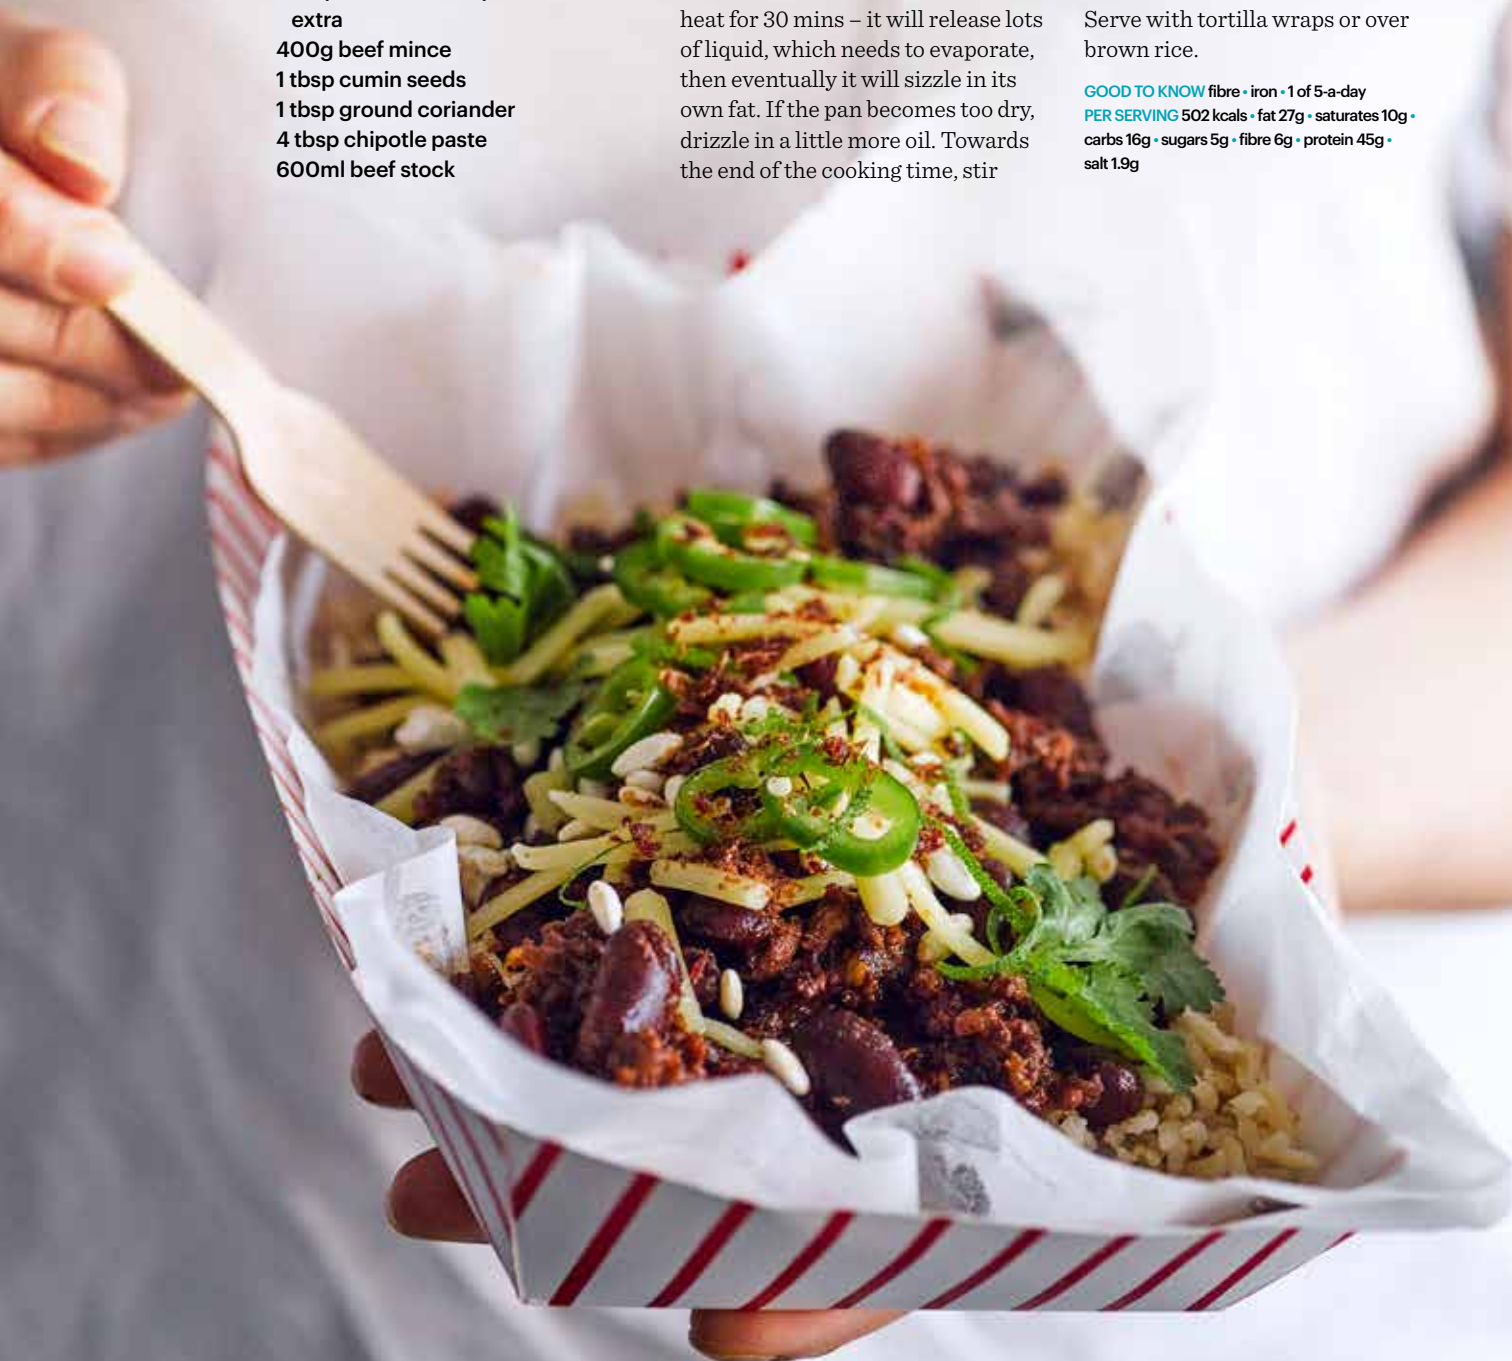 extra
400g beef mince
1 tbsp cumin seeds
1 tbsp ground coriander
4 tbsp chipotle paste
600ml beef stock
heat for 30 mins – it will release lots
of liquid, which needs to evaporate,
then eventually it will sizzle in its
own fat. If the pan becomes too dry,
drizzle in a little more oil. Towards
the end of the cooking time, stir
Serve with tortilla wraps or over
brown rice.
GOOD TO KNOW fibre • iron • 1 of 5-a-day
PER SERVING 502 kcals • fat 27g • saturates 10g •
carbs 16g • sugars 5g • fibre 6g • protein 45g •
salt 1.9g